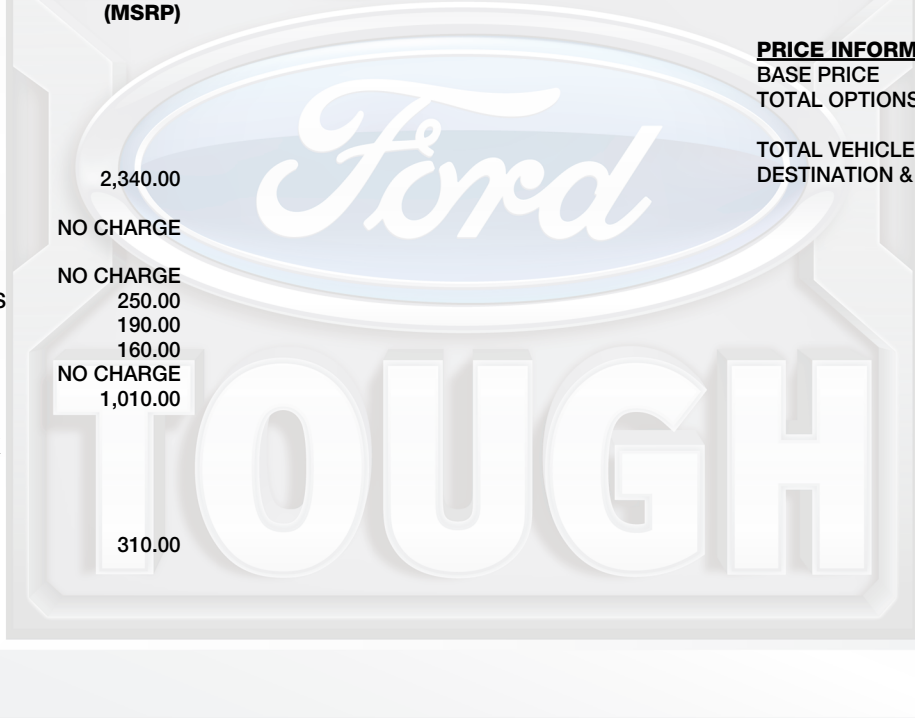 (MSRP)
PRICE INFORM
BASE PRICE
TOTAL OPTIONS
TOTAL VEHICLE
DESTINATION &
2,340.00
NO CHARGE
NO CHARGE
S 250.00
190.00
160.00
NO CHARGE
1,010.00
310.00
Ford
TOUGH